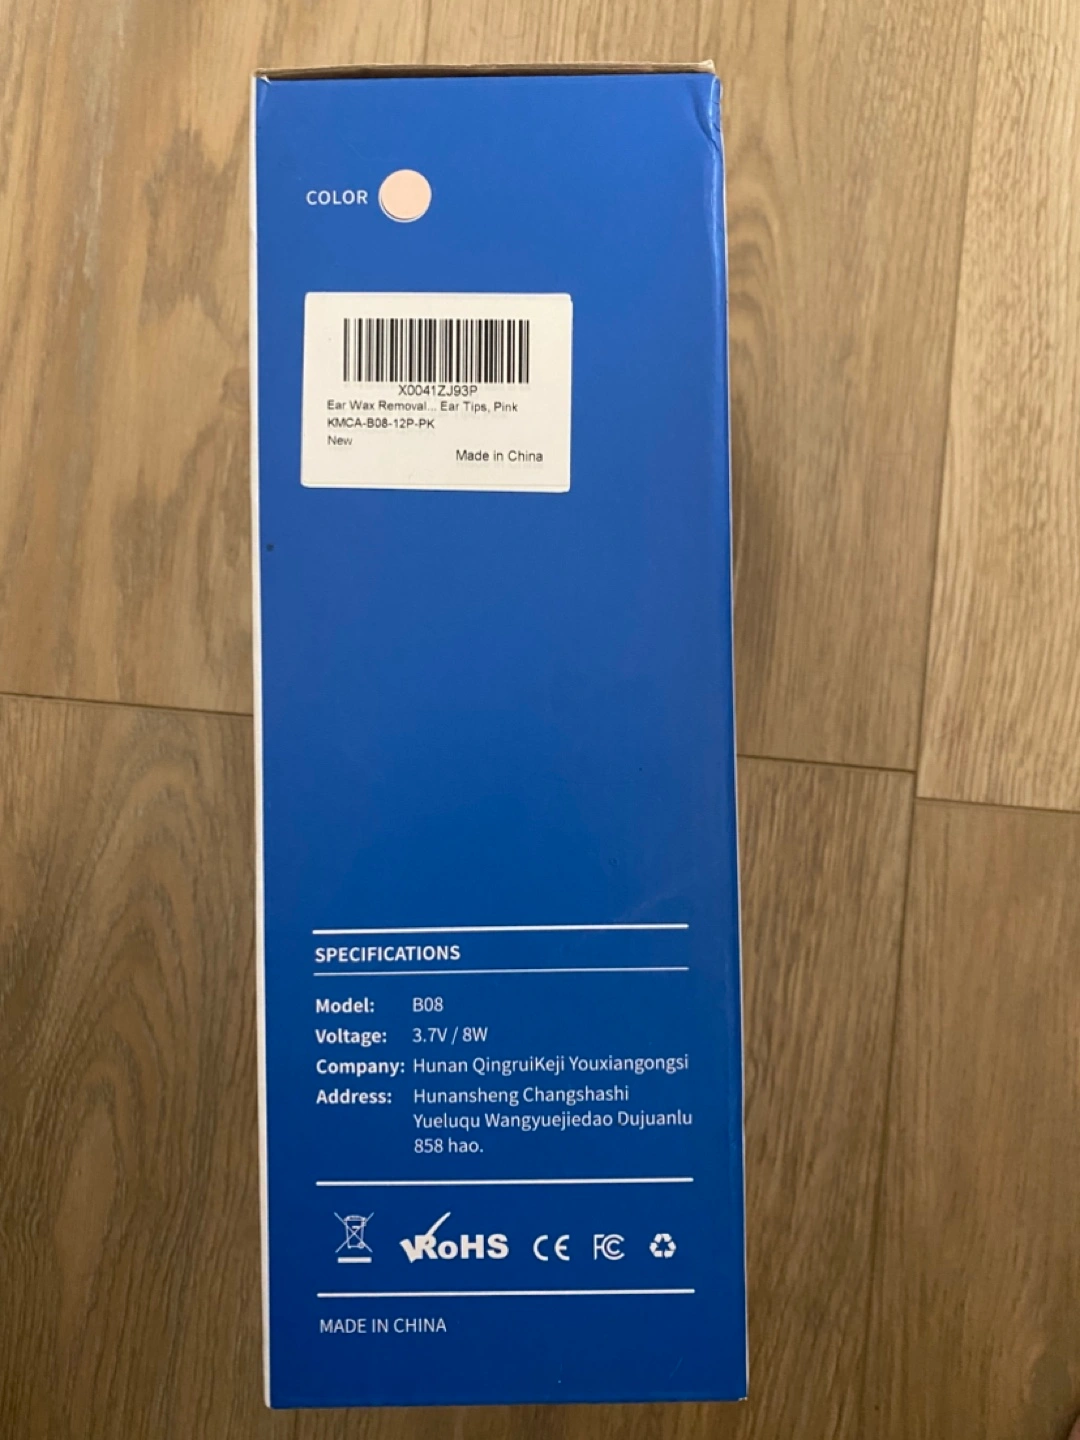 COLOR
X0041ZJ93P
Ear Wax Removal... Ear Tips, Pink
KMCA-B08-12P-PK
New
Made in China
SPECIFICATIONS
Model: B08
Voltage: 3.7V / 8W
Company: Hunan QingruiKeji Youxiangongsi
Address: Hunansheng Changshashi
Yueluqu Wangyuejiedao Dujuanlu
858 hao.
RoHS CE FC
MADE IN CHINA